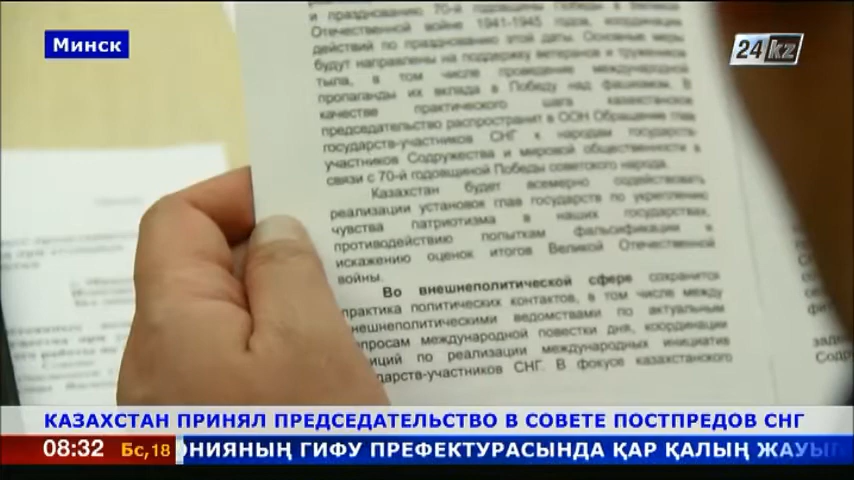 Минск
24kz
и празднованию 70-й годовщины Победы в Великой
Отечественной войне 1941-1945 годов, координации
действий по празднованию этой даты. Основные меры
будут направлены на поддержку ветеранов и тружеников
тыла, в том числе проведение международной
пропаганды их вклада в Победу над фашизмом. В
качестве практического шага казахстанское
председательство распространит в ООН Обращение глав
государств-участников СНГ к народам государств-
участников Содружества и мировой общественности в
связи с 70-й годовщиной Победы советского народа.
Казахстан будет всемерно содействовать
реализации установок глав государств по укреплению
чувства патриотизма в наших государствах,
противодействию попыткам фальсификации и
искажению оценок итогов Великой Отечественной
войны.
Во внешнеполитической сфере сохранится
практика политических контактов, в том числе между
внешнеполитическими ведомствами по актуальным
вопросам международной повестки дня, координации
иций по реализации международных инициатив
дарств-участников СНГ. В фокусе казахстанского
КАЗАХСТАН ПРИНЯЛ ПРЕДСЕДАТЕЛЬСТВО В СОВЕТЕ ПОСТПРЕДОВ СНГ
08:32 Бс,18 ОНИЯНЫҢ ГИФУ ПРЕФЕКТУРАСЫНДА ҚАР ҚАЛЫҢ ЖАУЫП